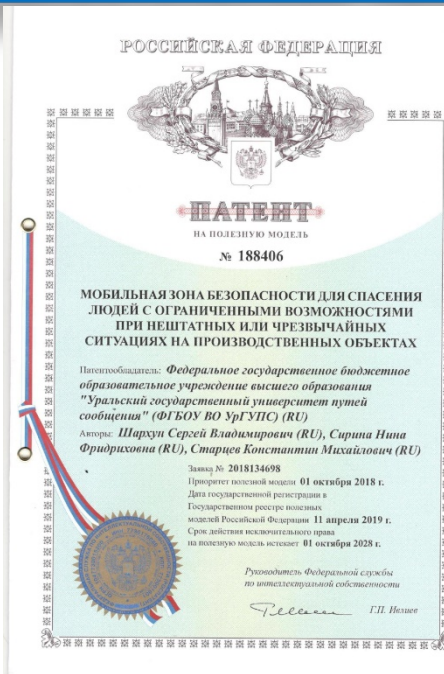 РОССИЙСКАЯ ФЕДЕРАЦИЯ
ПАТЕНТ
НА ПОЛЕЗНУЮ МОДЕЛЬ
№ 188406
МОБИЛЬНАЯ ЗОНА БЕЗОПАСНОСТИ ДЛЯ СПАСЕНИЯ
ЛЮДЕЙ С ОГРАНИЧЕННЫМИ ВОЗМОЖНОСТЯМИ
ПРИ НЕШТАТНЫХ ИЛИ ЧРЕЗВЫЧАЙНЫХ
СИТУАЦИЯХ НА ПРОИЗВОДСТВЕННЫХ ОБЪЕКТАХ
Патентообладатель: Федеральное государственное бюджетное
образовательное учреждение высшего образования
"Уральский государственный университет путей
сообщения" (ФГБОУ ВО УрГУПС) (RU)
Авторы: Шархун Сергей Владимирович (RU), Сирина Нина
Фридриховна (RU), Старцев Константин Михайлович (RU)
Заявка № 2018134698
Приоритет полезной модели 01 октября 2018 г.
Дата государственной регистрации в
Государственном реестре полезных
моделей Российской Федерации 11 апреля 2019 г.
Срок действия исключительного права
на полезную модель истекает 01 октября 2028 г.
Руководитель Федеральной службы
по интеллектуальной собственности
Г.П. Ивлиев